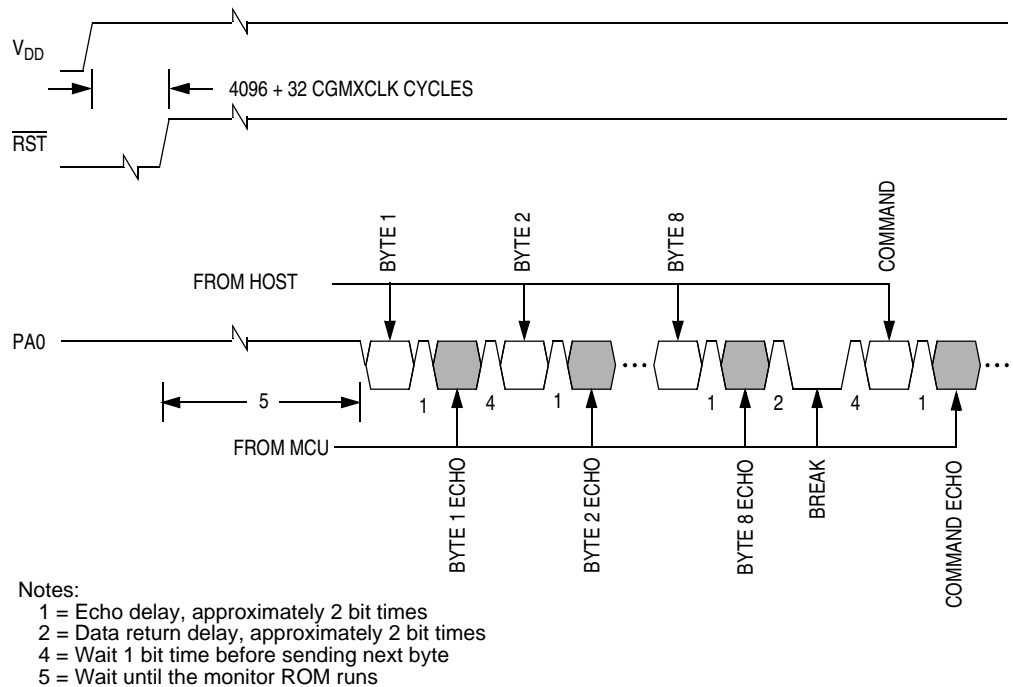 VDD
4096 + 32 CGMXCLK CYCLES
RST
BYTE 1
BYTE 2
BYTE 8
COMMAND
FROM HOST
PA0
5
1
4
1
1
2
4
1
FROM MCU
BYTE 1 ECHO
BYTE 2 ECHO
BYTE 8 ECHO
BREAK
COMMAND ECHO
Notes:
1 = Echo delay, approximately 2 bit times
2 = Data return delay, approximately 2 bit times
4 = Wait 1 bit time before sending next byte
5 = Wait until the monitor ROM runs